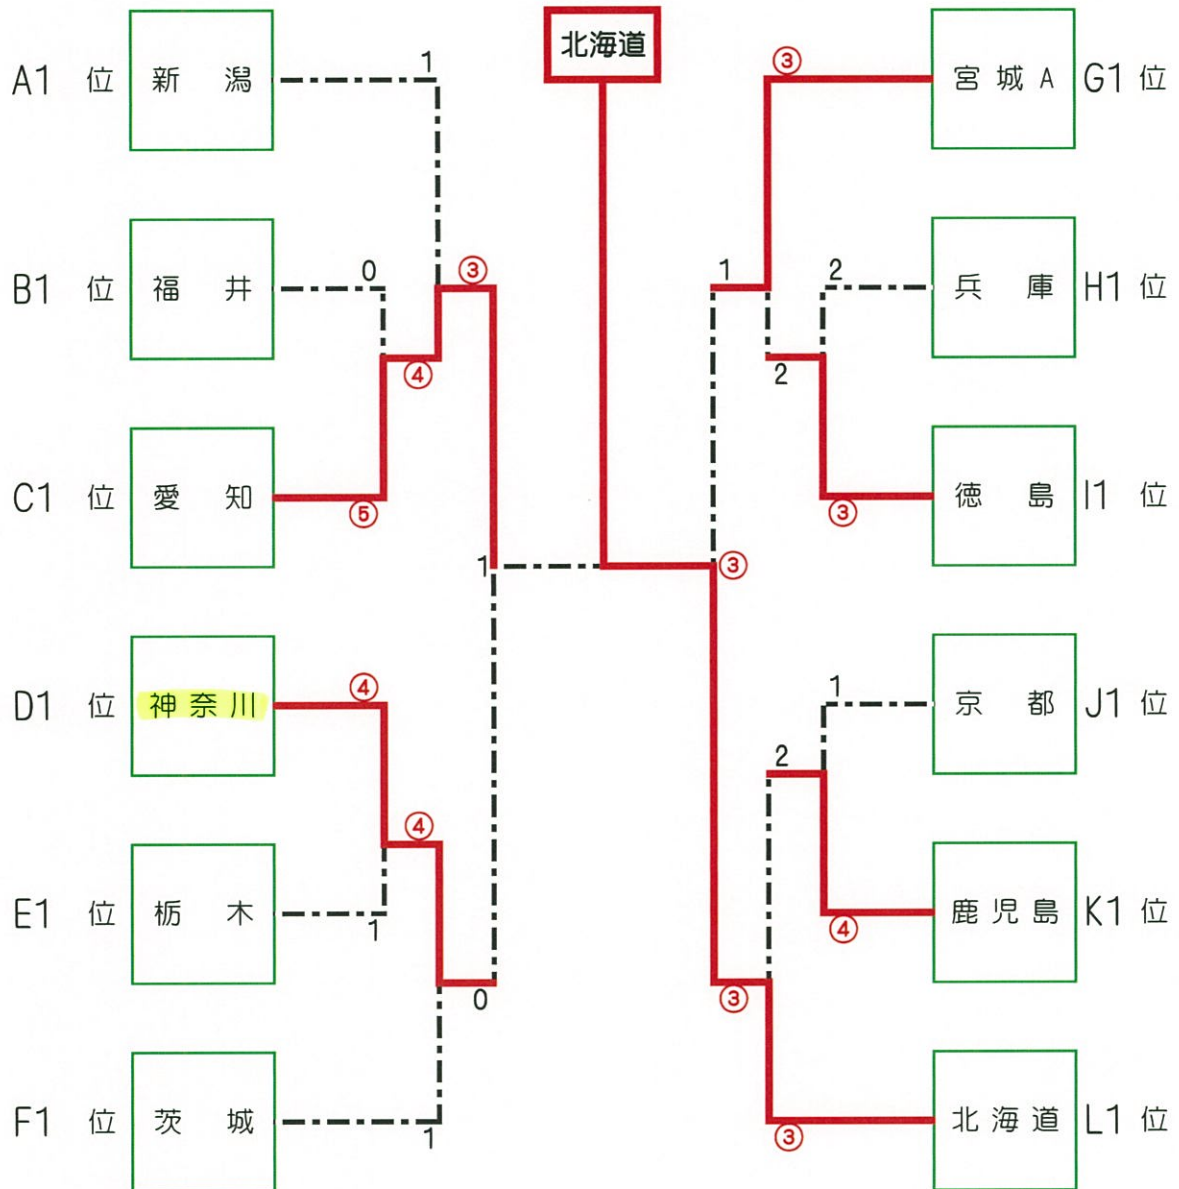 北海道
A1 位 新潟 1
B1 位 福井 0
③
④
C1 位 愛知 ⑤
1
D1 位 神奈川 ④
④
E1 位 栃木 1
0
F1 位 茨城 1
③ 宮城A G1 位
1
2 兵庫 H1 位
2
③ 徳島 I1 位
③
1 京都 J1 位
2
④ 鹿児島 K1 位
③
③ 北海道 L1 位